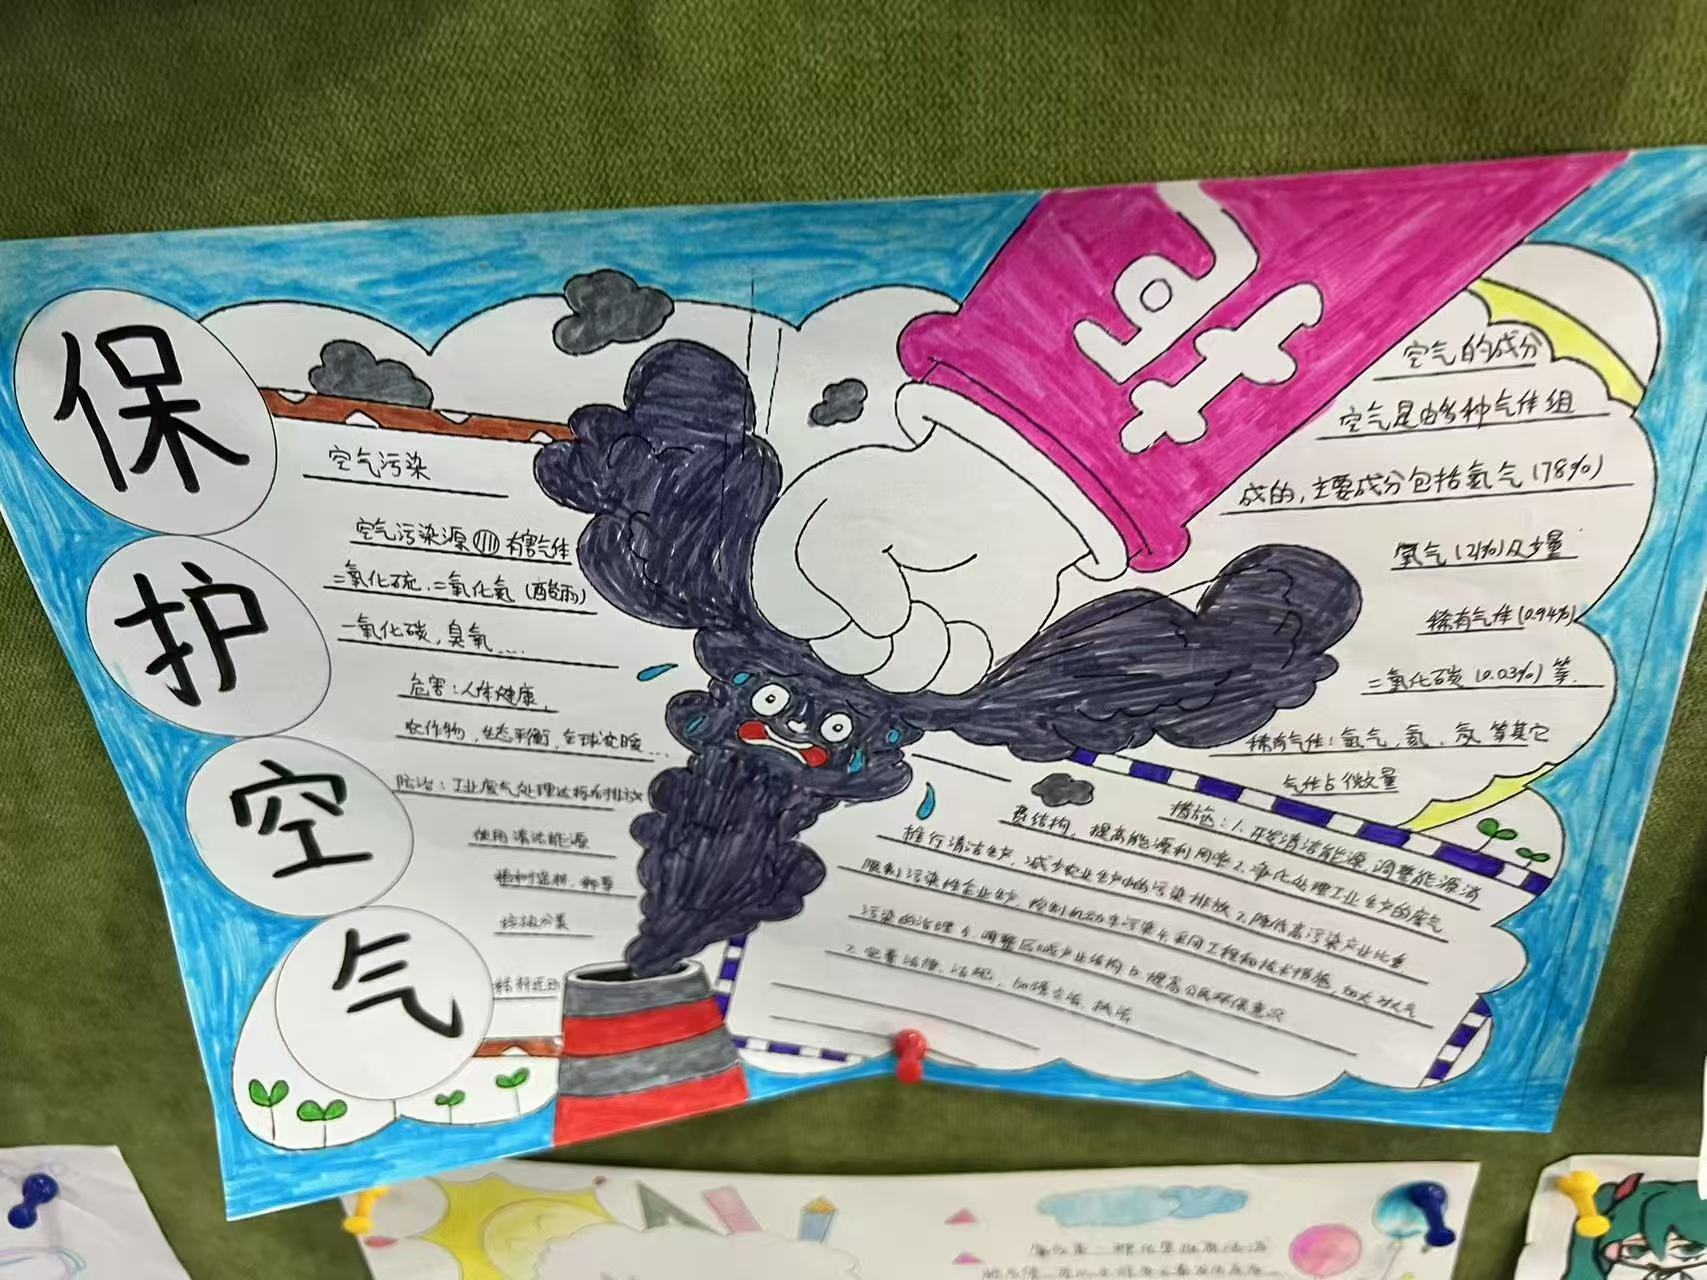 保
护
空
气
空气污染
空气污染源 有害气体
二氧化硫、二氧化氮(酸雨)
二氧化碳,臭氧....
危害:人体健康,
农作物,生态平衡,全球变暖...
防治:工业废气处理达标后排放
使用清洁能源
植树造林,种草
垃圾分类
空气的成分
空气是由多种气体组
成的,主要成分包括氮气(78%)
氧气(21%)及少量
稀有气体(0.94%)
二氧化碳(0.03%)等.
稀有气体:氩气,氦、氖等其它
气体占微量
措施:1.开发清洁能源,调整能源消
费结构,提高能源利用率2.净化处理工业生产的废气
推行清洁生产,减少农业生产中的污染排放2.降低高污染产业比重
限制污染性企业生产,控制机动车污染4.采用工程和技术措施,加大对大气
污染的治理5.调整区域产业结构6.提高公民环保意识
7.完善法律、法规,加强立法、执法